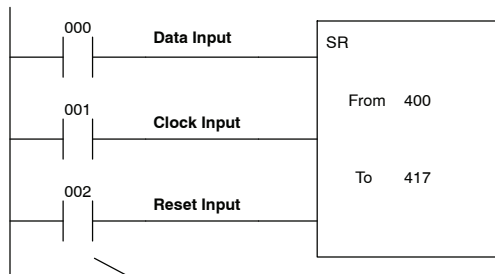 000
Data Input
SR
From 400
001
Clock Input
To 417
002
Reset Input